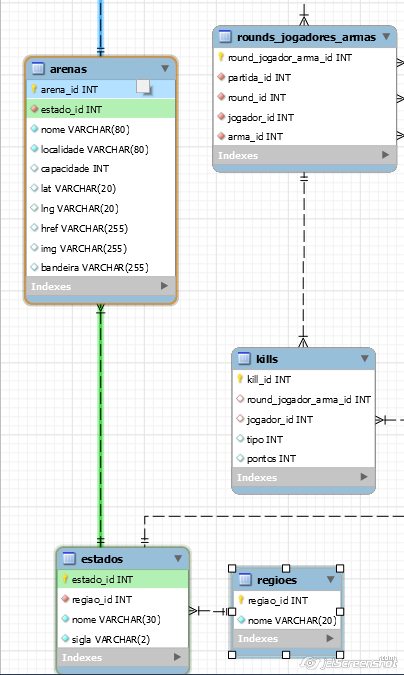 arenas
arena_id INT
estado_id INT
nome VARCHAR(80)
localidade VARCHAR(80)
capacidade INT
lat VARCHAR(20)
lng VARCHAR(20)
href VARCHAR(255)
img VARCHAR(255)
bandeira VARCHAR(255)
Indexes
rounds_jogadores_armas
round_jogador_arma_id INT
partida_id INT
round_id INT
jogador_id INT
arma_id INT
Indexes
kills
kill_id INT
round_jogador_arma_id INT
jogador_id INT
tipo INT
pontos INT
Indexes
estados
estado_id INT
regiao_id INT
nome VARCHAR(30)
sigla VARCHAR(2)
Indexes
regioes
regiao_id INT
nome VARCHAR(20)
Indexes
jetscreenshot